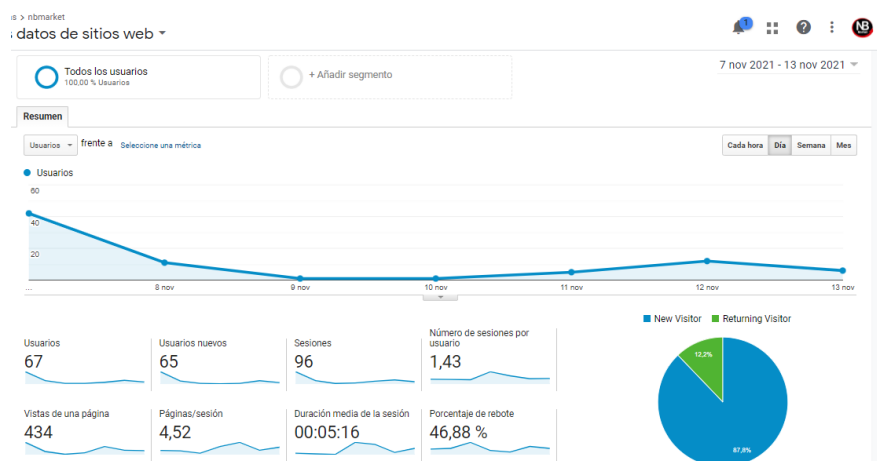 s > nbmarket
s datos de sitios web
1
NB
Todos los usuarios
100,00 % Usuarios
+ Añadir segmento
7 nov 2021 - 13 nov 2021
Resumen
Usuarios frente a Seleccione una métrica
Cada hora Día Semana Mes
Usuarios
60
40
20
... 8 nov 9 nov 10 nov 11 nov 12 nov 13 nov
New Visitor Returning Visitor
Usuarios
67
Usuarios nuevos
65
Sesiones
96
Número de sesiones por
usuario
1,43
Vistas de una página
434
Páginas/sesión
4,52
Duración media de la sesión
00:05:16
Porcentaje de rebote
46,88 %
12,2%
87,8%